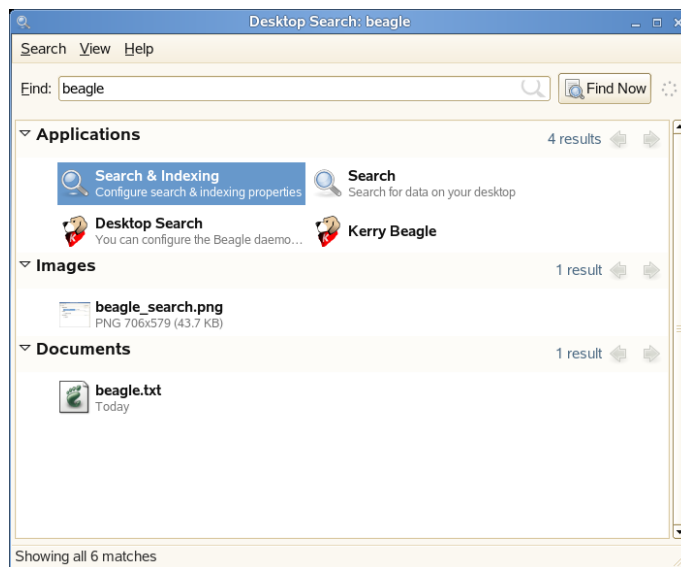 Desktop Search: beagle
Search View Help
Find: beagle Find Now
Applications 4 results
Search & Indexing
Configure search & indexing properties
Search
Search for data on your desktop
Desktop Search
You can configure the Beagle daemo...
Kerry Beagle
Images 1 result
beagle_search.png
PNG 706x579 (43.7 KB)
Documents 1 result
beagle.txt
Today
Showing all 6 matches